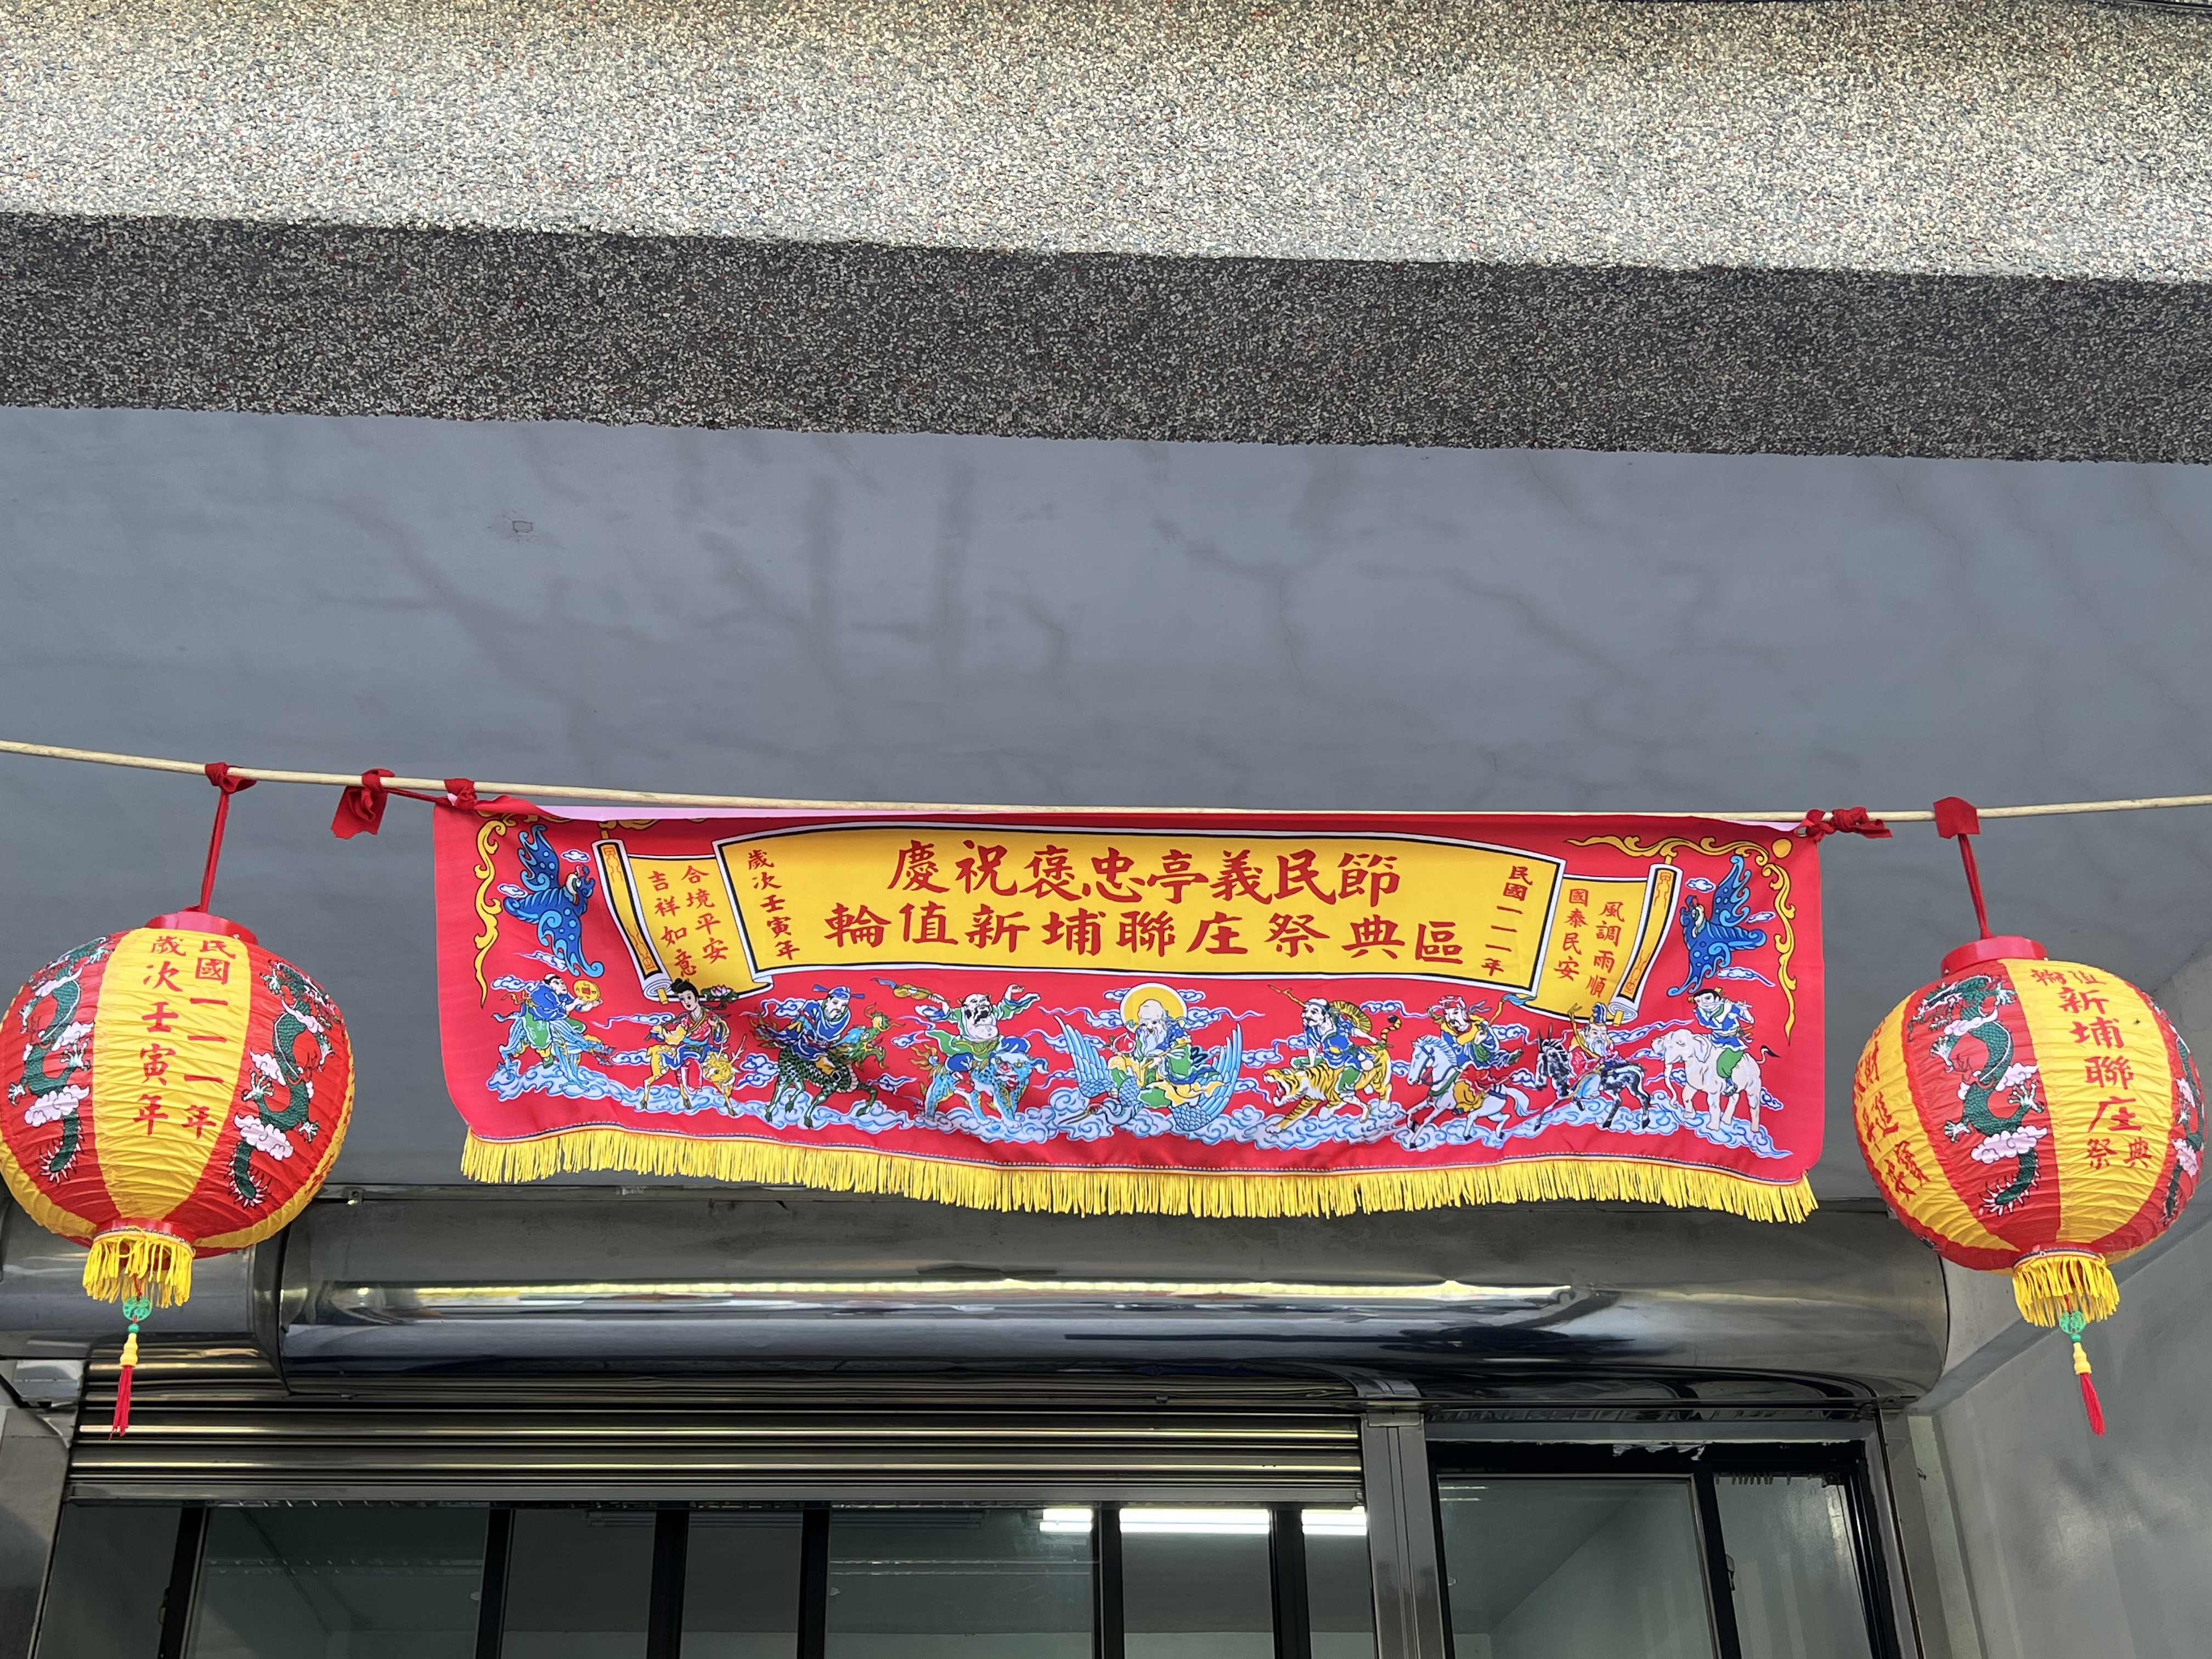 慶祝褒忠亭義民節
輪值新埔聯庄祭典區
民國一一一年
歲次壬寅年
風調雨順
國泰民安
合境平安
吉祥如意
民國一一一年
歲次壬寅年
輪值
新埔聯庄
祭典